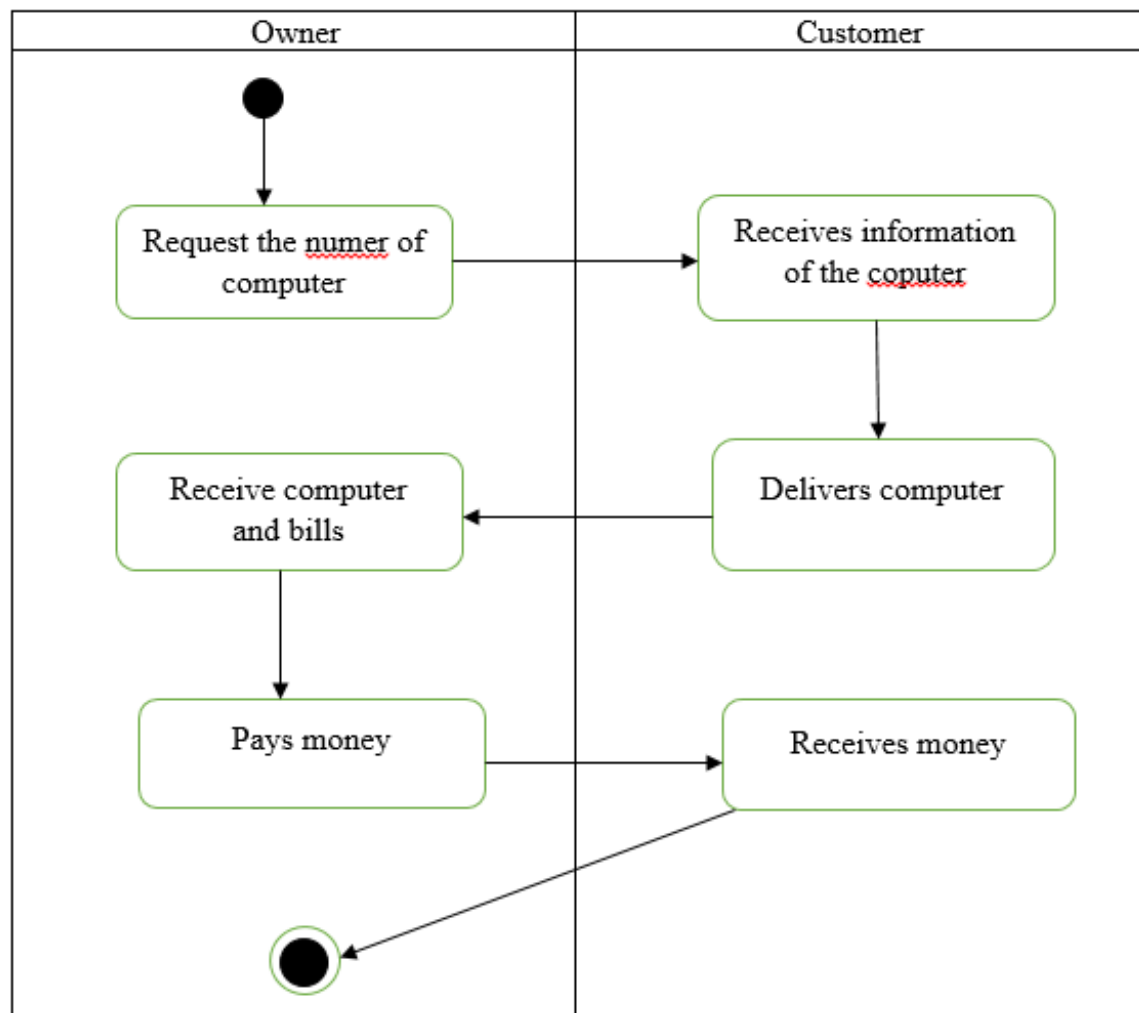 Owner
Customer
Request the numer of
computer
Receives information
of the coputer
Receive computer
and bills
Delivers computer
Pays money
Receives money